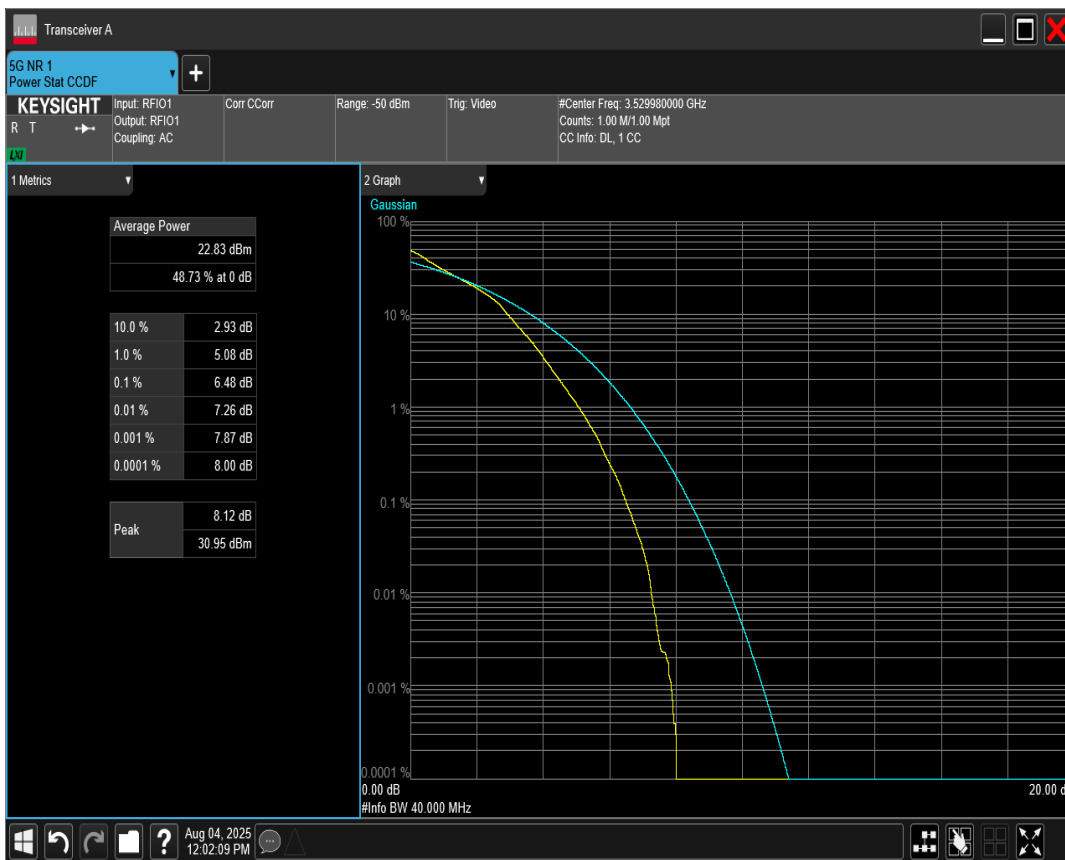 Transceiver A
5G NR 1
Power Stat CCDF
+
KEYSIGHT
R T
LXI
Input: RFIO1
Output: RFIO1
Coupling: AC
Corr CCorr
Range: -50 dBm
Trig: Video
#Center Freq: 3.529980000 GHz
Counts: 1.00 M/1.00 Mpt
CC Info: DL, 1 CC
1 Metrics
Average Power
22.83 dBm
48.73 % at 0 dB
10.0 % 2.93 dB
1.0 % 5.08 dB
0.1 % 6.48 dB
0.01 % 7.26 dB
0.001 % 7.87 dB
0.0001 % 8.00 dB
Peak 8.12 dB
30.95 dBm
2 Graph
Gaussian
100 %
10 %
1 %
0.1 %
0.01 %
0.001 %
0.0001 %
0.00 dB 20.00 d
#Info BW 40.000 MHz
?
Aug 04, 2025
12:02:09 PM